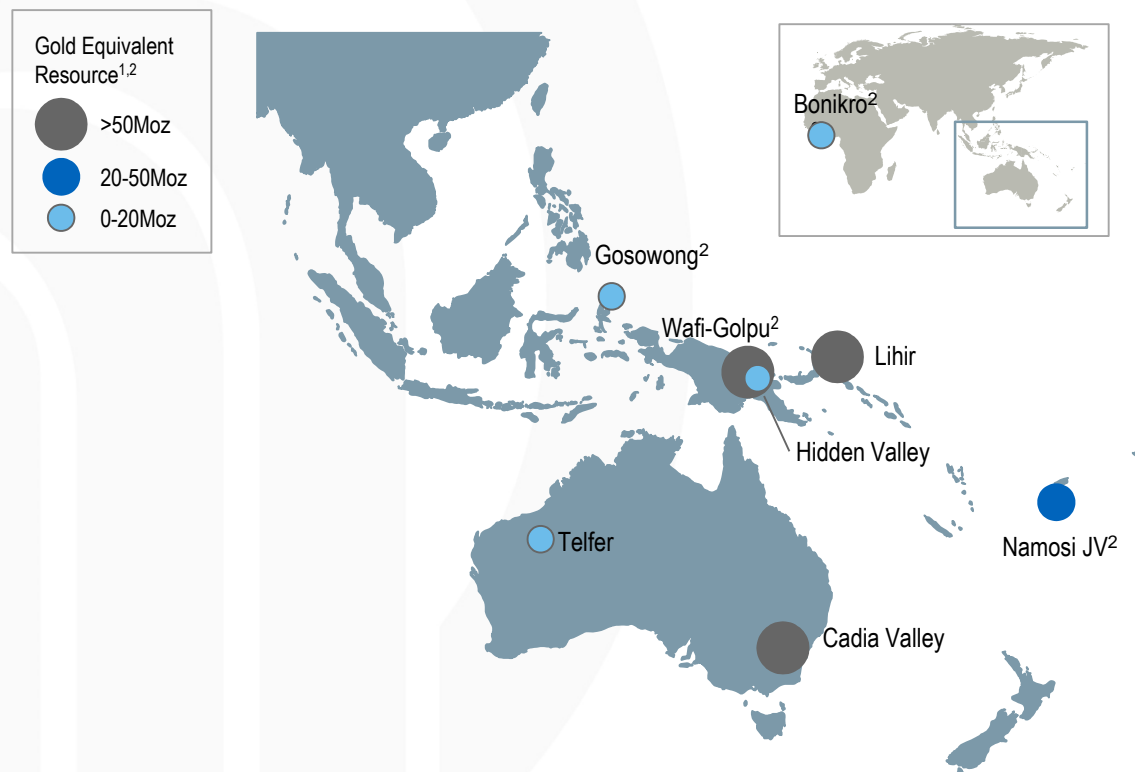 Gold Equivalent
Resource1,2
>50Moz
20-50Moz
0-20Moz
Bonikro2
Gosowong2
Wafi-Golpu2
Lihir
Hidden Valley
Namosi JV2
Telfer
Cadia Valley